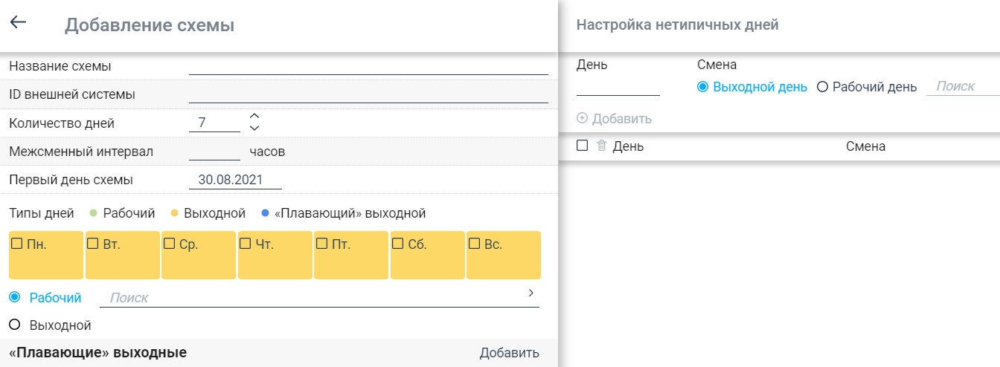 Добавление схемы
Название схемы
ID внешней системы
Количество дней 7
Межсменный интервал часов
Первый день схемы 30.08.2021
Типы дней Рабочий Выходной «Плавающий» выходной
Пн. Вт. Ср. Чт. Пт. Сб. Вс.
Рабочий Поиск
Выходной
«Плавающие» выходные Добавить
Настройка нетипичных дней
День Смена
Выходной день Рабочий день Поиск
Добавить
День Смена